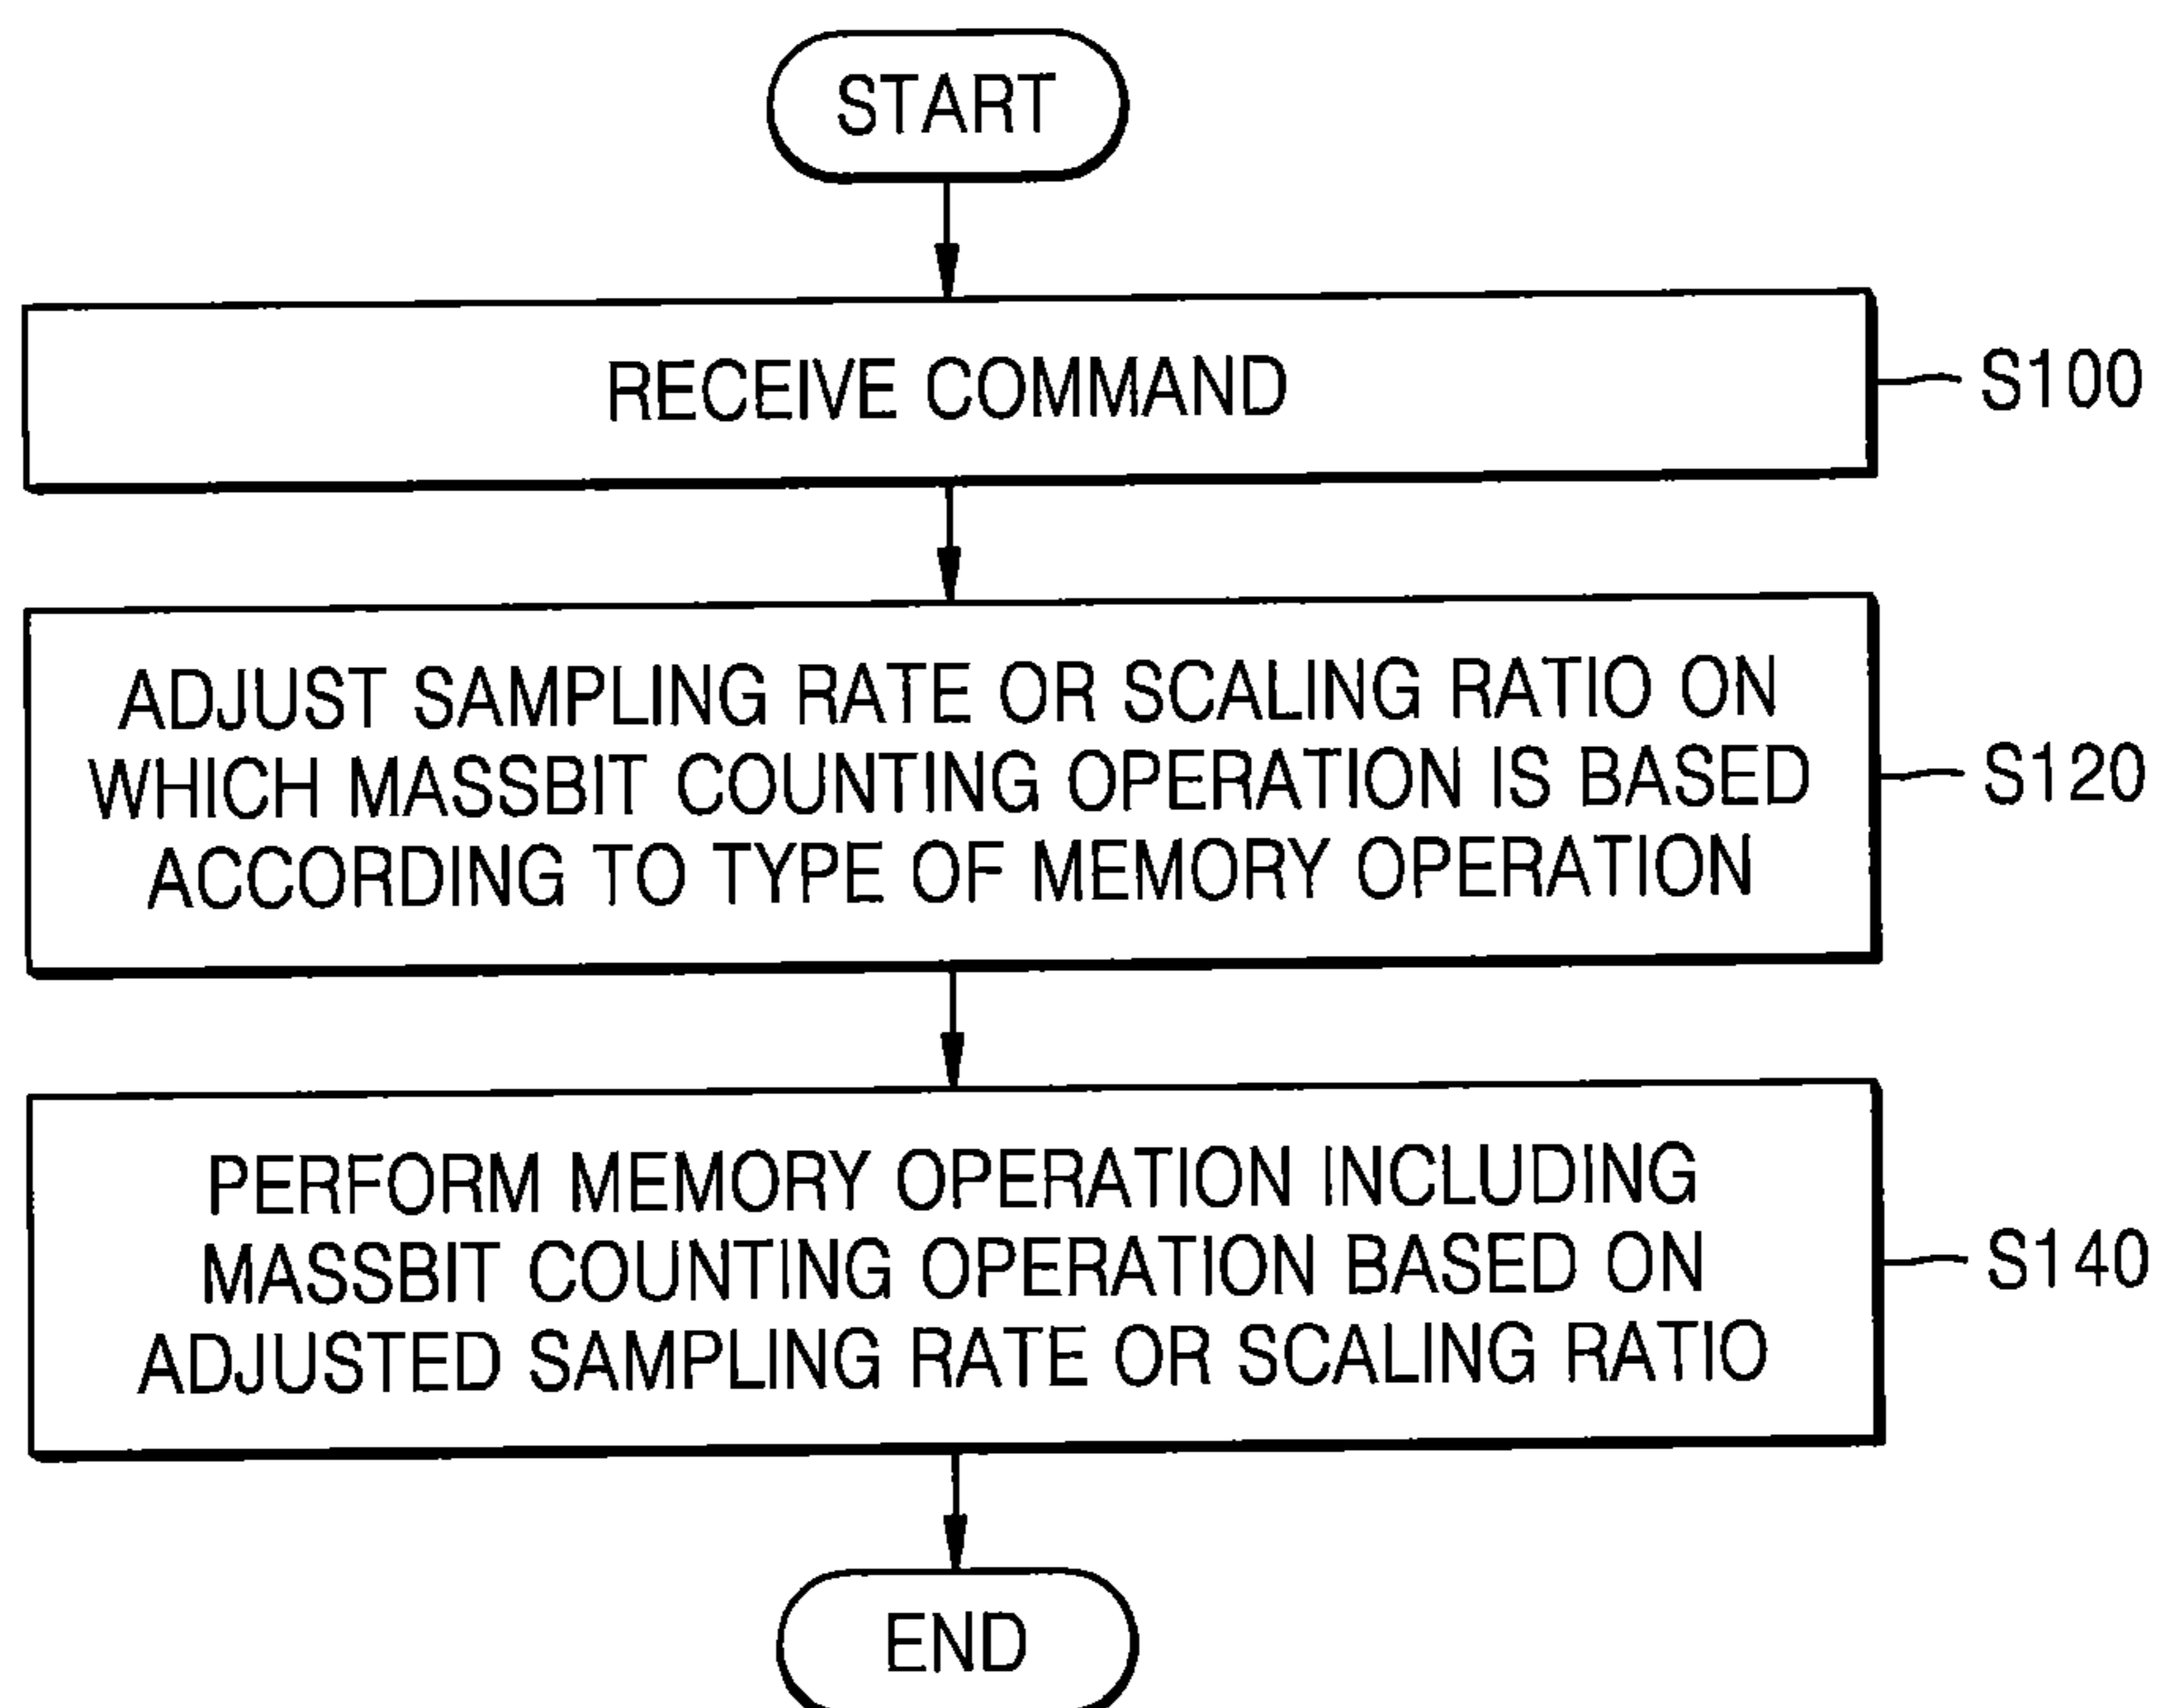 START
RECEIVE COMMAND
S100
ADJUST SAMPLING RATE OR SCALING RATIO ON
WHICH MASSBIT COUNTING OPERATION IS BASED
ACCORDING TO TYPE OF MEMORY OPERATION
S120
PERFORM MEMORY OPERATION INCLUDING
MASSBIT COUNTING OPERATION BASED ON
ADJUSTED SAMPLING RATE OR SCALING RATIO
S140
END